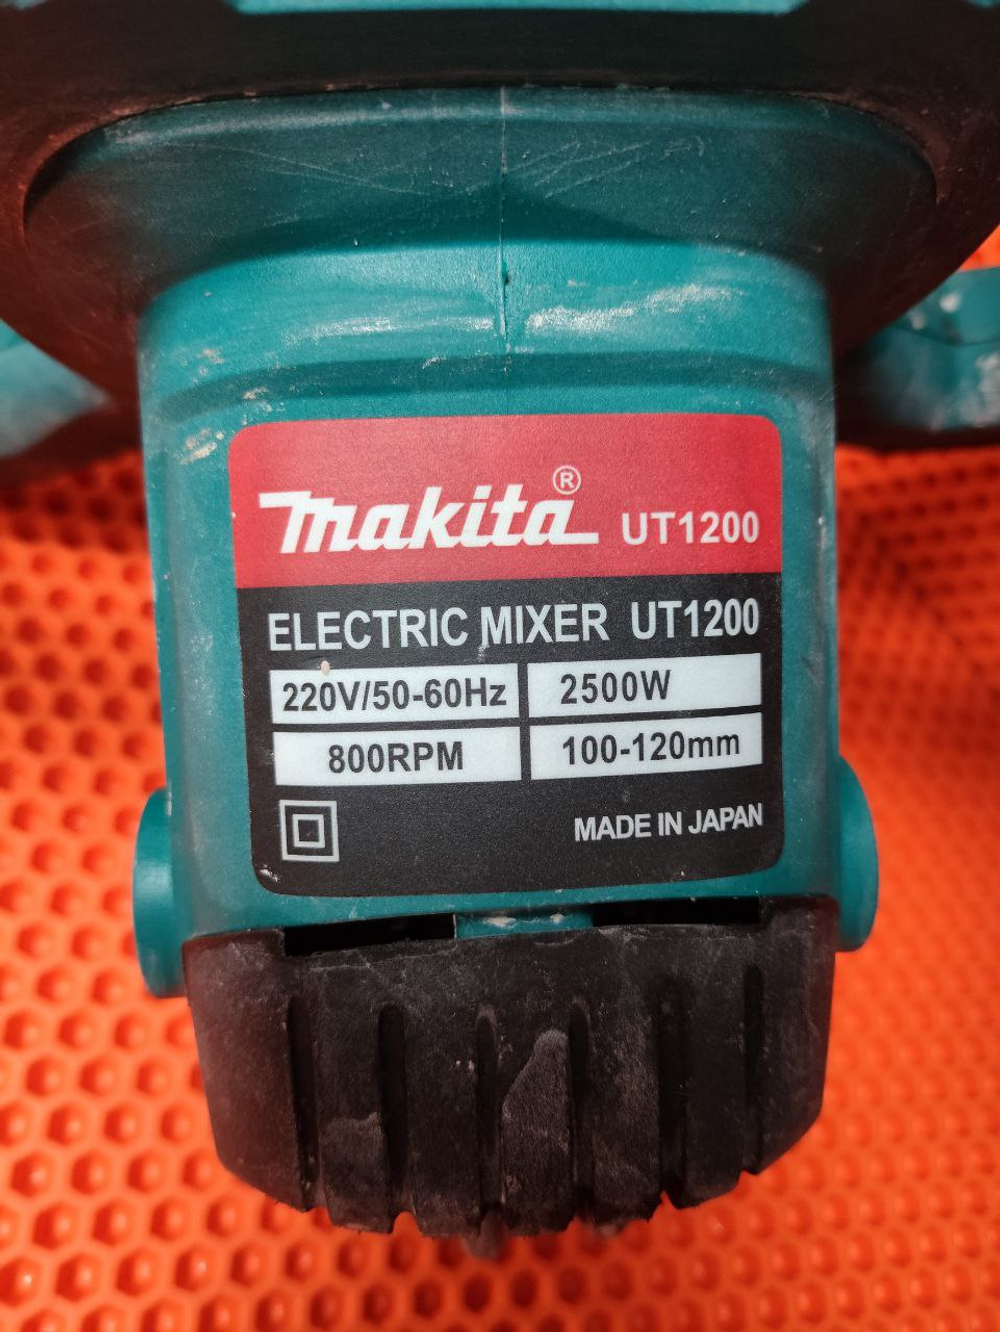 makita® UT1200
ELECTRIC MIXER UT1200
220V/50-60Hz 2500W
800RPM 100-120mm
MADE IN JAPAN